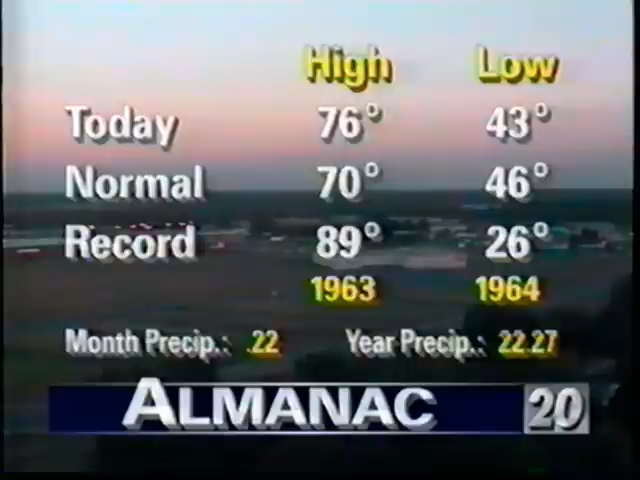 High Low
Today 76° 43°
Normal 70° 46°
Record 89° 26°
1963 1964
Month Precip.: .22 Year Precip.: 22.27
ALMANAC 20